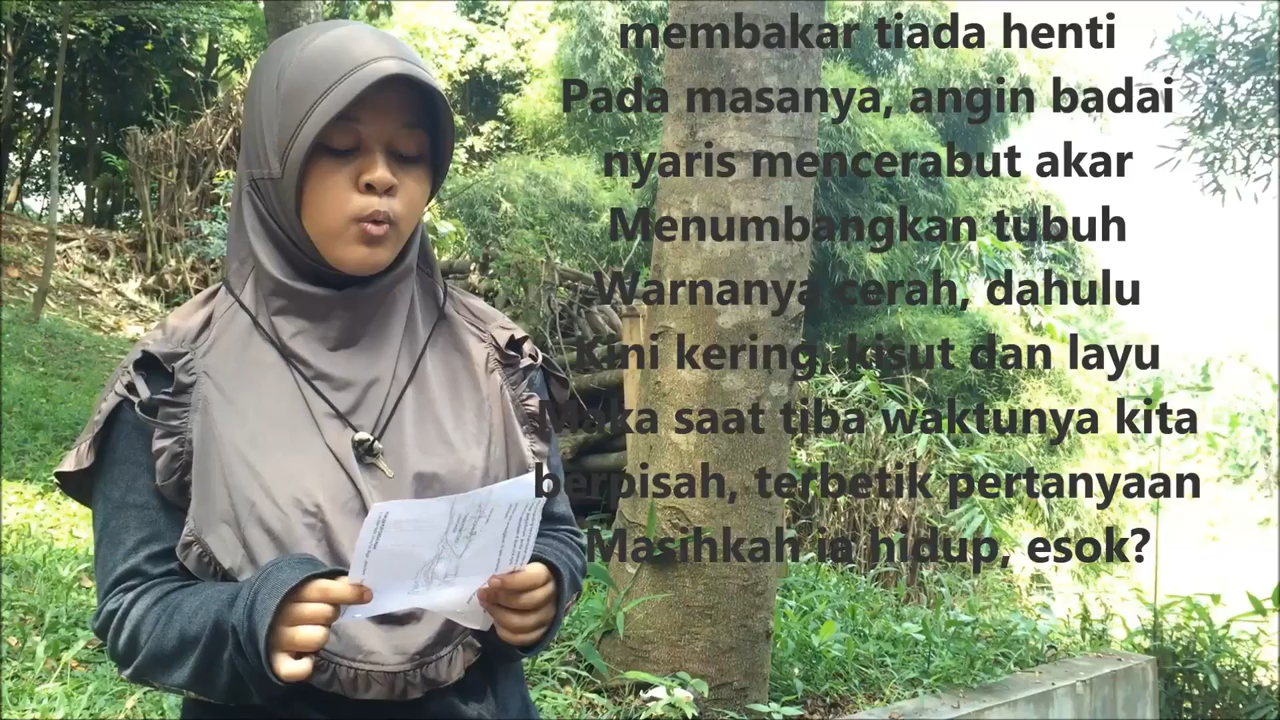 membakar tiada henti
Pada masanya, angin badai
nyaris mencerabut akar
Menumbangkan tubuh
Warnanya cerah, dahulu
Kini kering, kisut dan layu
Maka saat tiba waktunya kita
berpisah, terbetik pertanyaan
Masihkah ia hidup, esok?